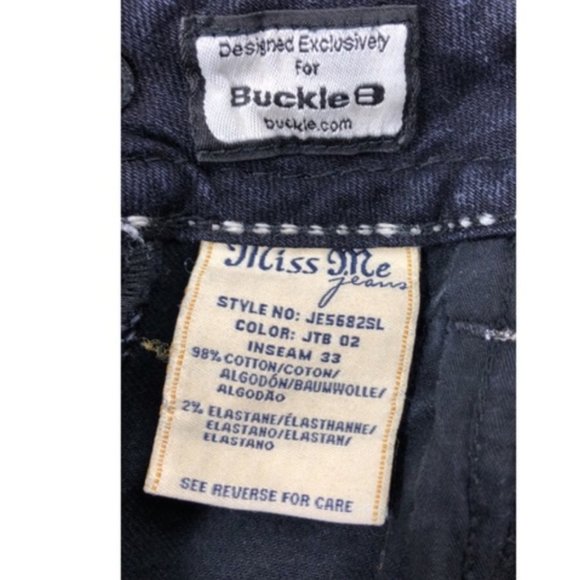 Designed Exclusively
For
Buckle B
buckle.com
Miss Me
jeans
STYLE NO: JE5682SL
COLOR: JTB 02
INSEAM 33
98% COTTON/COTON/
ALGODÓN/BAUMWOLLE/
ALGODÃO
2% ELASTANE/ÉLASTHANNE/
ELASTANO/ELASTAN/
ELASTANO
SEE REVERSE FOR CARE